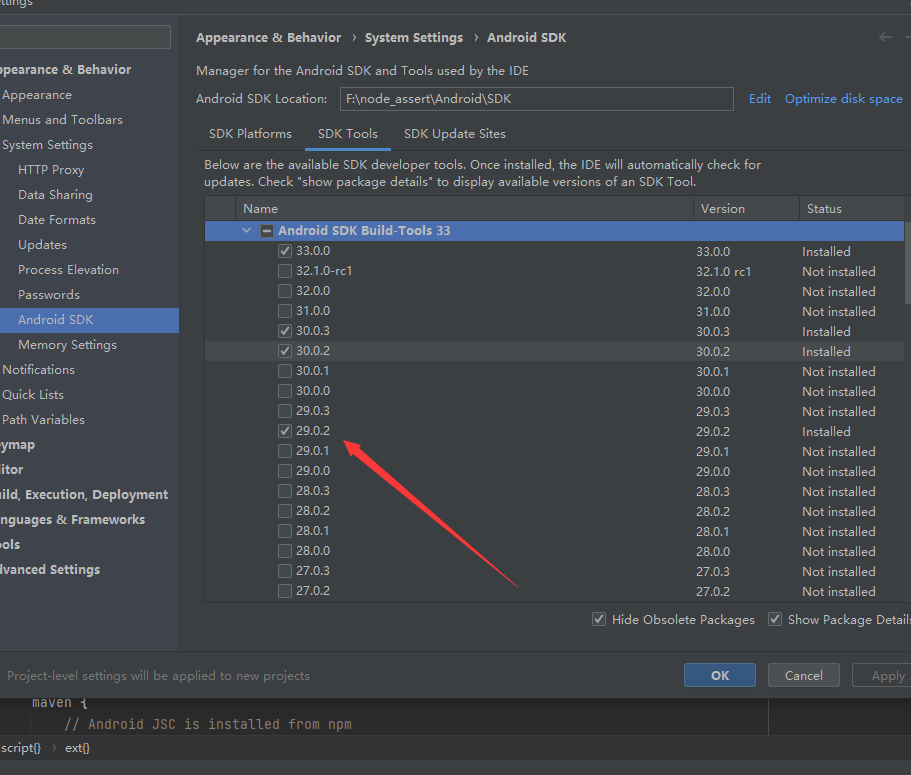 ettings
Appearance & Behavior › System Settings › Android SDK
Manager for the Android SDK and Tools used by the IDE
Android SDK Location: F:\node_assert\Android\SDK Edit Optimize disk space
SDK Platforms SDK Tools SDK Update Sites
Below are the available SDK developer tools. Once installed, the IDE will automatically check for
updates. Check "show package details" to display available versions of an SDK Tool.
ppearance & Behavior
Appearance
Menus and Toolbars
System Settings
HTTP Proxy
Data Sharing
Date Formats
Updates
Process Elevation
Passwords
Android SDK
Memory Settings
Notifications
Quick Lists
Path Variables
eymap
litor
uild, Execution, Deployment
nguages & Frameworks
ools
dvanced Settings
Name Version Status
Android SDK Build-Tools 33
33.0.0 33.0.0 Installed
32.1.0-rc1 32.1.0 rc1 Not installed
32.0.0 32.0.0 Not installed
31.0.0 31.0.0 Not installed
30.0.3 30.0.3 Installed
30.0.2 30.0.2 Installed
30.0.1 30.0.1 Not installed
30.0.0 30.0.0 Not installed
29.0.3 29.0.3 Not installed
29.0.2 29.0.2 Installed
29.0.1 29.0.1 Not installed
29.0.0 29.0.0 Not installed
28.0.3 28.0.3 Not installed
28.0.2 28.0.2 Not installed
28.0.1 28.0.1 Not installed
28.0.0 28.0.0 Not installed
27.0.3 27.0.3 Not installed
27.0.2 27.0.2 Not installed
Hide Obsolete Packages Show Package Details
Project-level settings will be applied to new projects
OK Cancel Apply
maven {
// Android JSC is installed from npm
script{} › ext{}